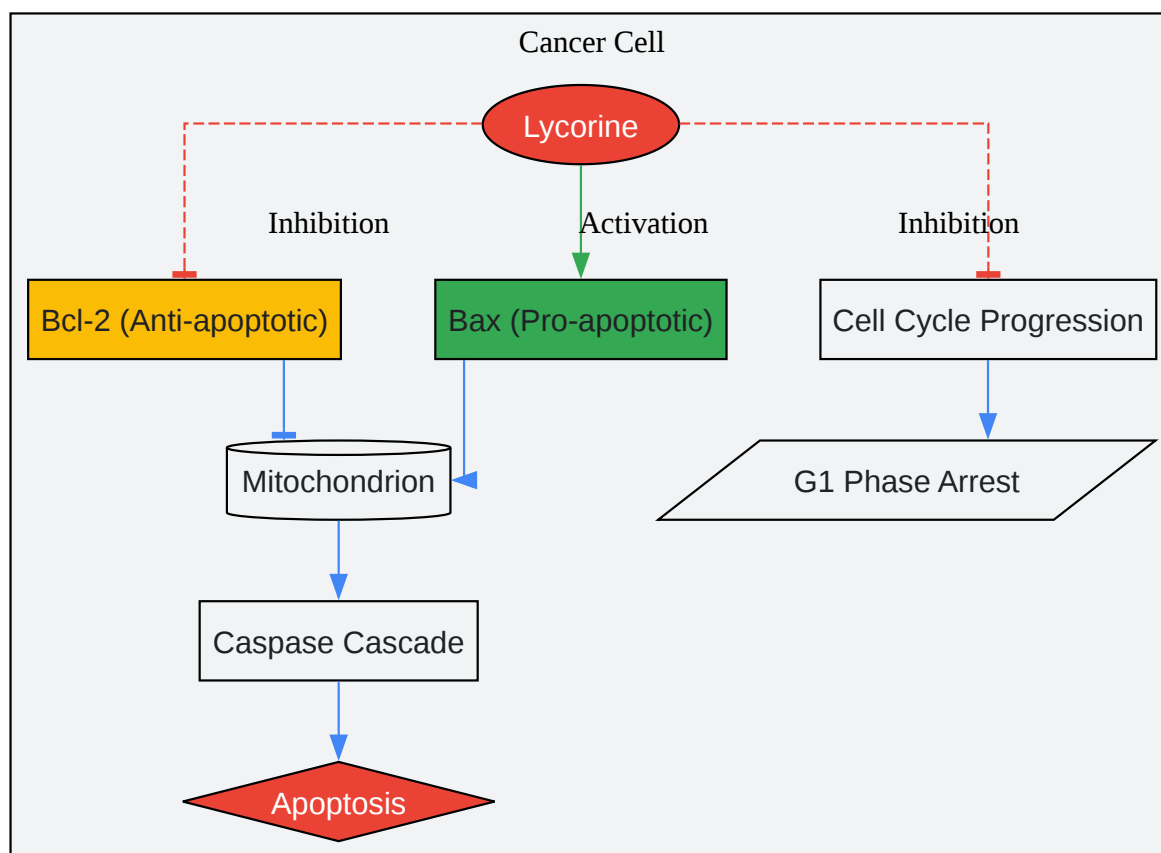 Cancer Cell
Lycorine
Inhibition
Activation
Inhibition
Bcl-2 (Anti-apoptotic)
Bax (Pro-apoptotic)
Cell Cycle Progression
Mitochondrion
G1 Phase Arrest
Caspase Cascade
Apoptosis